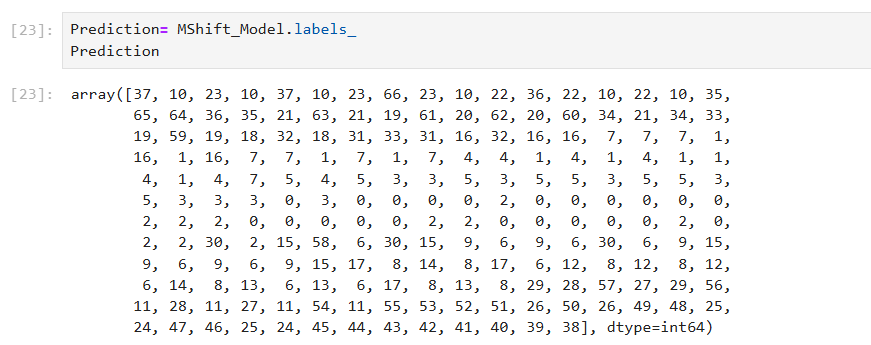 [23]: Prediction= MShift_Model.labels_
Prediction
[23]: array([37, 10, 23, 10, 37, 10, 23, 66, 23, 10, 22, 36, 22, 10, 22, 10, 35,
65, 64, 36, 35, 21, 63, 21, 19, 61, 20, 62, 20, 60, 34, 21, 34, 33,
19, 59, 19, 18, 32, 18, 31, 33, 31, 16, 32, 16, 16, 7, 7, 7, 1,
16, 1, 16, 7, 7, 1, 7, 1, 7, 4, 4, 1, 4, 1, 4, 1, 1,
4, 1, 4, 7, 5, 4, 5, 3, 3, 5, 3, 5, 5, 3, 5, 5, 3,
5, 3, 3, 3, 0, 3, 0, 0, 0, 0, 2, 0, 0, 0, 0, 0, 0,
2, 2, 2, 0, 0, 0, 0, 2, 2, 0, 0, 0, 0, 0, 2, 0,
2, 2, 30, 2, 15, 58, 6, 30, 15, 9, 6, 9, 6, 30, 6, 9, 15,
9, 6, 9, 6, 9, 15, 17, 8, 14, 8, 17, 6, 12, 8, 12, 8, 12,
6, 14, 8, 13, 6, 13, 6, 17, 8, 13, 8, 29, 28, 57, 27, 29, 56,
11, 28, 11, 27, 11, 54, 11, 55, 53, 52, 51, 26, 50, 26, 49, 48, 25,
24, 47, 46, 25, 24, 45, 44, 43, 42, 41, 40, 39, 38], dtype=int64)